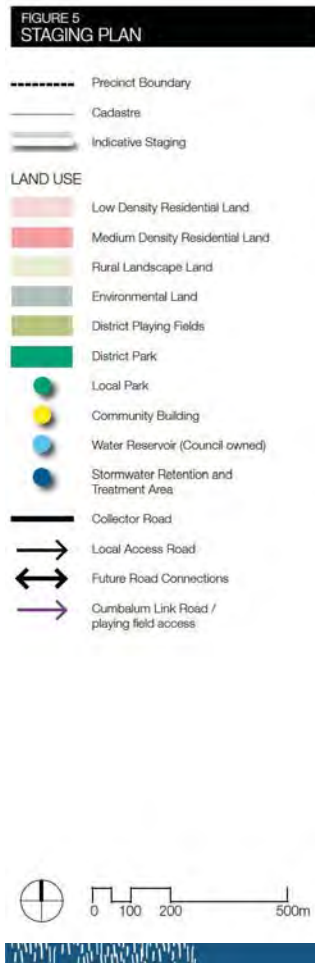 FIGURE 5
STAGING PLAN
Precinct Boundary
Cadastre
Indicative Staging
LAND USE
Low Density Residential Land
Medium Density Residential Land
Rural Landscape Land
Environmental Land
District Playing Fields
District Park
Local Park
Community Building
Water Reservoir (Council owned)
Stormwater Retention and
Treatment Area
Collector Road
Local Access Road
Future Road Connections
Cumbalum Link Road /
playing field access
0 100 200 500m